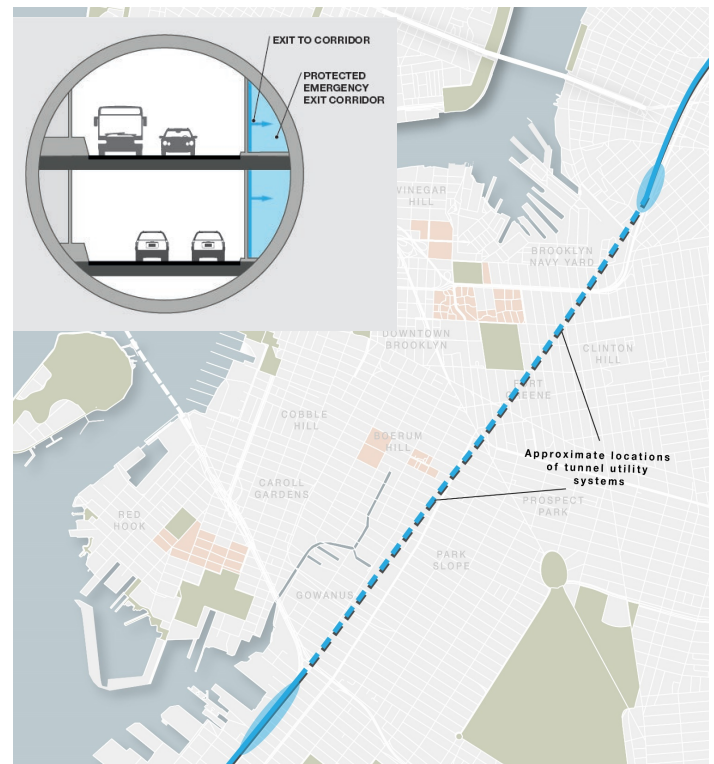 EXIT TO CORRIDOR
PROTECTED
EMERGENCY
EXIT CORRIDOR
VINEGAR
HILL
BROOKLYN
NAVY YARD
DOWNTOWN
BROOKLYN
CLINTON
HILL
FORT
GREENE
COBBLE
HILL
BOERUM
HILL
Approximate locations
of tunnel utility
systems
CAROLL
GARDENS
PROSPECT
PARK
RED
HOOK
PARK
SLOPE
GOWANUS